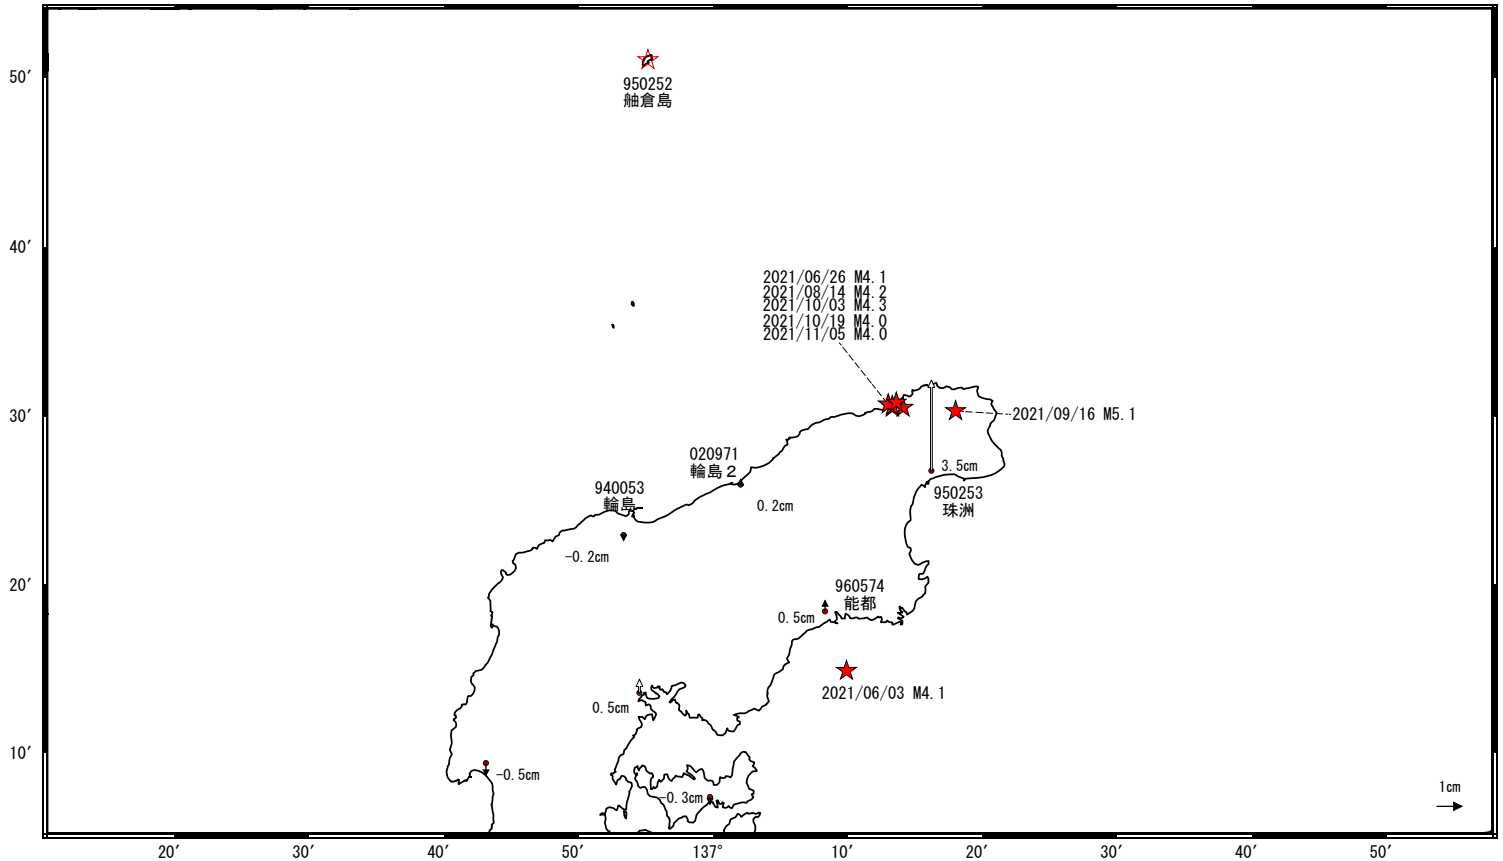 50′
950252
舳倉島
40′
2021/06/26 M4.1
2021/08/14 M4.2
2021/10/03 M4.3
2021/10/19 M4.0
2021/11/05 M4.0
30′
2021/09/16 M5.1
020971
輪島２
3.5cm
940053
輪島
950253
珠洲
0.2cm
-0.2cm
20′
960574
能都
0.5cm
2021/06/03 M4.1
0.5cm
10′
-0.5cm
-0.3cm
1cm
20′
30′
40′
50′
137°
10′
20′
30′
40′
50′